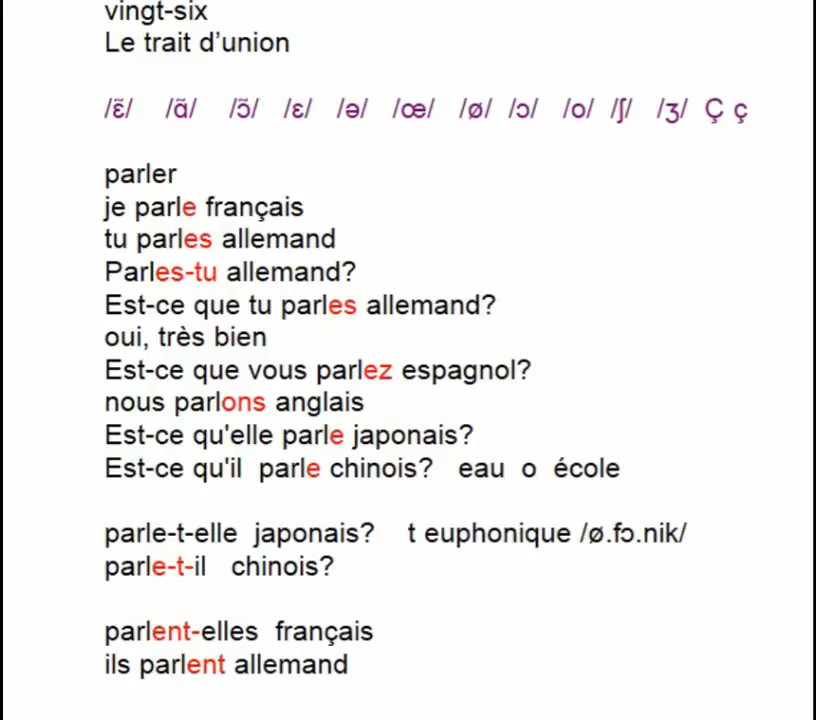 vingt-six
Le trait d’union
/ɛ̃/ /ɑ̃/ /ɔ̃/ /ɛ/ /ə/ /œ/ /ø/ /ɔ/ /o/ /ʃ/ /ʒ/ Ç ç
parler
je parle français
tu parles allemand
Parles-tu allemand?
Est-ce que tu parles allemand?
oui, très bien
Est-ce que vous parlez espagnol?
nous parlons anglais
Est-ce qu'elle parle japonais?
Est-ce qu'il parle chinois? eau o école
parle-t-elle japonais? t euphonique /ø.fɔ.nik/
parle-t-il chinois?
parlent-elles français
ils parlent allemand